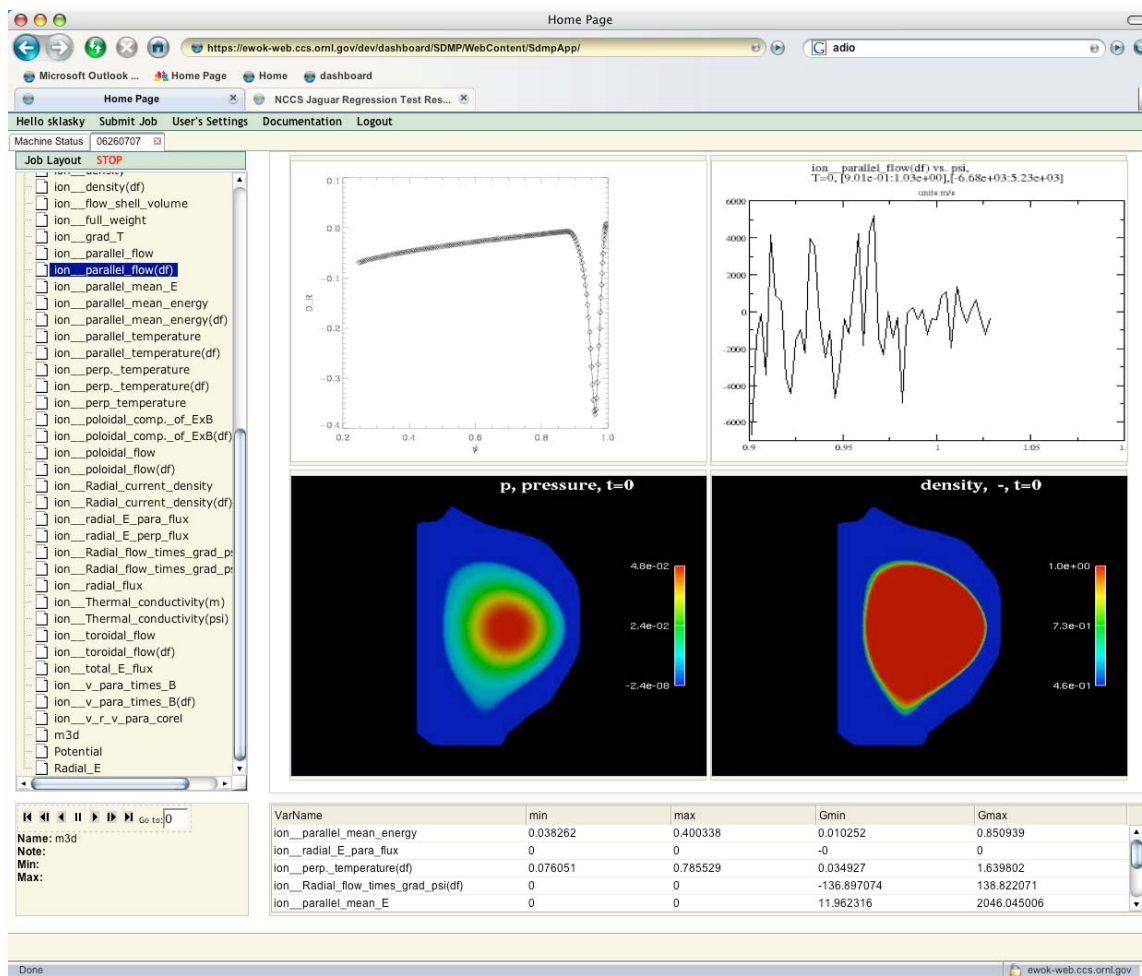 Home Page
https://ewok-web.ccs.ornl.gov/dev/dashboard/SDMP/WebContent/SdmpApp/
adio
Microsoft Outlook ... Home Page Home dashboard
Home Page NCCS Jaguar Regression Test Res...
Hello sklasky Submit Job User's Settings Documentation Logout
Machine Status 06260707
Job Layout STOP
ion__density
ion__density(df)
ion__flow_shell_volume
ion__full_weight
ion__grad_T
ion__parallel_flow
ion__parallel_flow(df)
ion__parallel_mean_E
ion__parallel_mean_energy
ion__parallel_mean_energy(df)
ion__parallel_temperature
ion__parallel_temperature(df)
ion__perp._temperature
ion__perp._temperature(df)
ion__perp_temperature
ion__poloidal_comp._of_ExB
ion__poloidal_comp._of_ExB(df)
ion__poloidal_flow
ion__poloidal_flow(df)
ion__Radial_current_density
ion__Radial_current_density(df)
ion__radial_E_para_flux
ion__radial_E_perp_flux
ion__Radial_flow_times_grad_ps
ion__Radial_flow_times_grad_ps
ion__radial_flux
ion__Thermal_conductivity(m)
ion__Thermal_conductivity(psi)
ion__toroidal_flow
ion__toroidal_flow(df)
ion__total_E_flux
ion__v_para_times_B
ion__v_para_times_B(df)
ion__v_r_v_para_corel
m3d
Potential
Radial_E
0.1
0.0
-0.1
-0.2
-0.3
-0.4
D_R
0.2 0.4 0.6 0.8 1.0
ψ
ion__parallel_flow(df) vs. psi,
T=0, [9.01e-01:1.03e+00],[-6.68e+03:5.23e+03]
units:m/s
6000
4000
2000
0
-2000
-4000
-6000
0.9 0.95 1 1.05 1.
p, pressure, t=0
4.8e-02
2.4e-02
-2.4e-08
density, -, t=0
1.0e+00
7.3e-01
4.6e-01
Go to: 0
Name: m3d
Note:
Min:
Max:
VarName min max Gmin Gmax
ion__parallel_mean_energy 0.038262 0.400338 0.010252 0.850939
ion__radial_E_para_flux 0 0 -0 0
ion__perp._temperature(df) 0.076051 0.785529 0.034927 1.639802
ion__Radial_flow_times_grad_psi(df) 0 0 -136.897074 138.822071
ion__parallel_mean_E 0 0 11.962316 2046.045006
Done ewok-web.ccs.ornl.gov